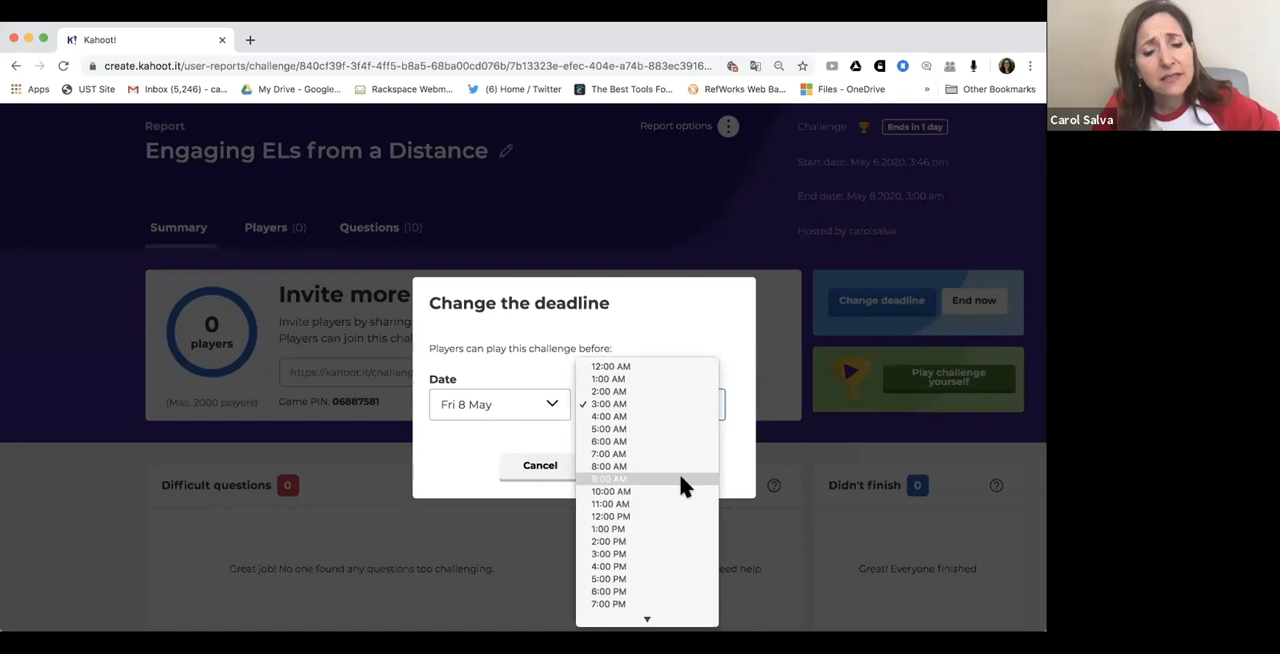 Kahoot!
create.kahoot.it/user-reports/challenge/840cf39f-3f4f-4ff5-b8a5-63ba00cd076b/7b13323e-efec-404e-a74b-883ec3916...
Apps
UST Site
Inbox (5,246) - ca...
My Drive - Google...
Rackspace Webm...
(6) Home / Twitter
The Best Tools Fo...
RefWorks Web Ba...
Files - OneDrive
»
Other Bookmarks
Carol Salva
Report
Report options
Challenge
Ends in 1 day
Engaging ELs from a Distance
Start date: May 6 2020, 3:46 pm
End date: May 8 2020, 3:00 am
Hosted by carolsalva
Summary
Players (0)
Questions (10)
0
players
(Max. 2000 players)
Invite more
Invite players by sharing
Players can join this cha
https://kahoot.it/challeng
Game PIN: 06887581
Change deadline
End now
Play challenge
yourself
Change the deadline
Players can play this challenge before:
Date
Fri 8 May
Cancel
12:00 AM
1:00 AM
2:00 AM
✓ 3:00 AM
4:00 AM
5:00 AM
6:00 AM
7:00 AM
8:00 AM
9:00 AM
10:00 AM
11:00 AM
12:00 PM
1:00 PM
2:00 PM
3:00 PM
4:00 PM
5:00 PM
6:00 PM
7:00 PM
Difficult questions 0
Didn't finish 0
Great job! No one found any questions too challenging.
eed help
Great! Everyone finished